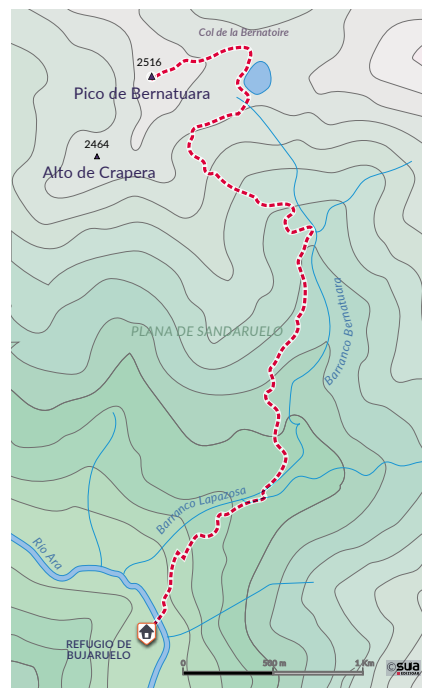 Col de la Bernatoire
2516
Pico de Bernatuara
2464
Alto de Crapera
PLANA DE SANDARUELO
Barranco Bernatuara
Barranco Lapazosa
Río Ara
REFUGIO DE
BUJARUELO
0 500 m 1 Km
©sua